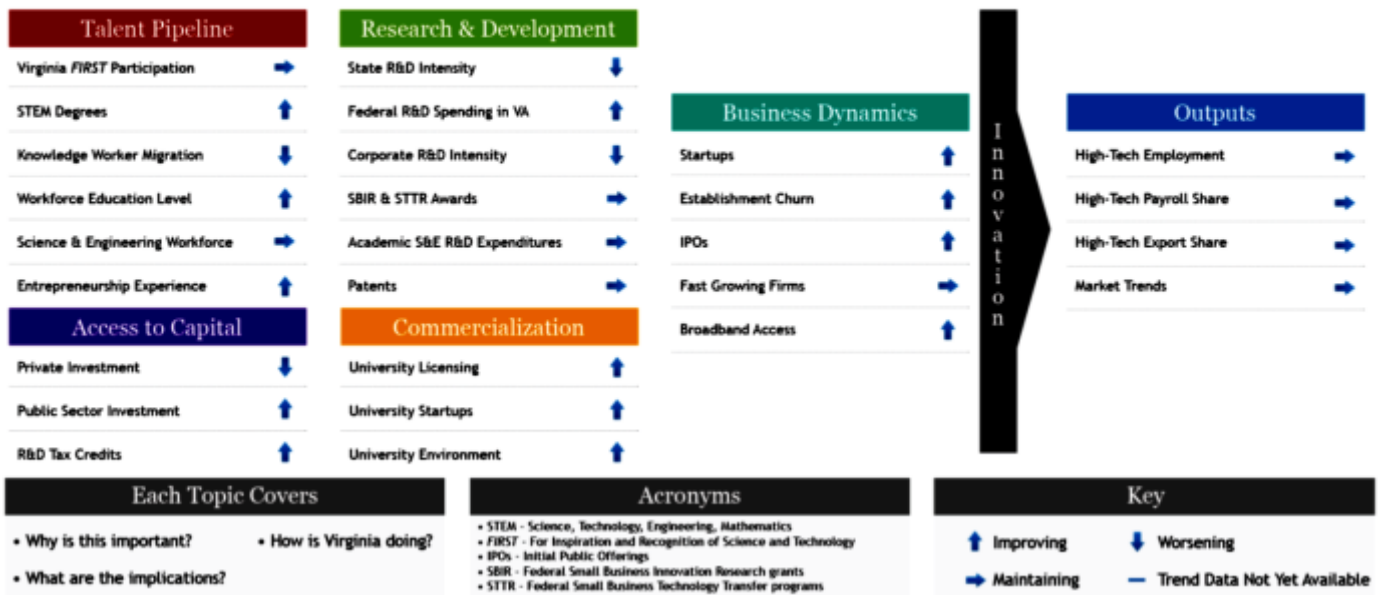 Talent Pipeline
Virginia FIRST Participation
STEM Degrees
Knowledge Worker Migration
Workforce Education Level
Science & Engineering Workforce
Entrepreneurship Experience
Access to Capital
Private Investment
Public Sector Investment
R&D Tax Credits
Research & Development
State R&D Intensity
Federal R&D Spending in VA
Corporate R&D Intensity
SBIR & STTR Awards
Academic S&E R&D Expenditures
Patents
Commercialization
University Licensing
University Startups
University Environment
Business Dynamics
Startups
Establishment Churn
IPOs
Fast Growing Firms
Broadband Access
Innovation
Outputs
High-Tech Employment
High-Tech Payroll Share
High-Tech Export Share
Market Trends
Each Topic Covers
• Why is this important?
• How is Virginia doing?
• What are the implications?
Acronyms
• STEM - Science, Technology, Engineering, Mathematics
• FIRST - For Inspiration and Recognition of Science and Technology
• IPOs - Initial Public Offerings
• SBIR - Federal Small Business Innovation Research grants
• STTR - Federal Small Business Technology Transfer programs
Key
Improving
Worsening
Maintaining
Trend Data Not Yet Available